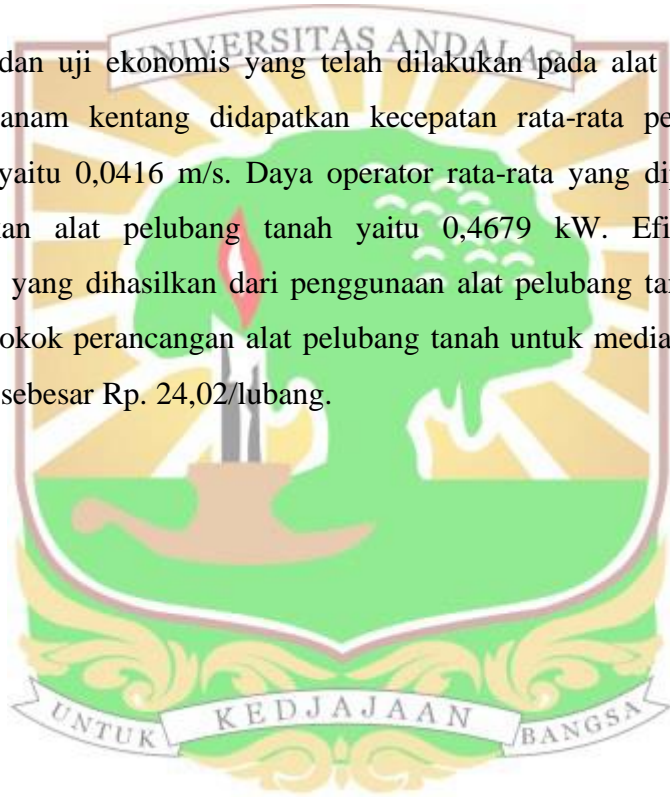 UNIVERSITAS ANDALAS
dan uji ekonomis yang telah dilakukan pada alat
anam kentang didapatkan kecepatan rata-rata pe
yaitu 0,0416 m/s. Daya operator rata-rata yang di
kan alat pelubang tanah yaitu 0,4679 kW. Efi
yang dihasilkan dari penggunaan alat pelubang ta
okok perancangan alat pelubang tanah untuk media
sebesar Rp. 24,02/lubang.
UNTUK KEDJAJAAN BANGSA